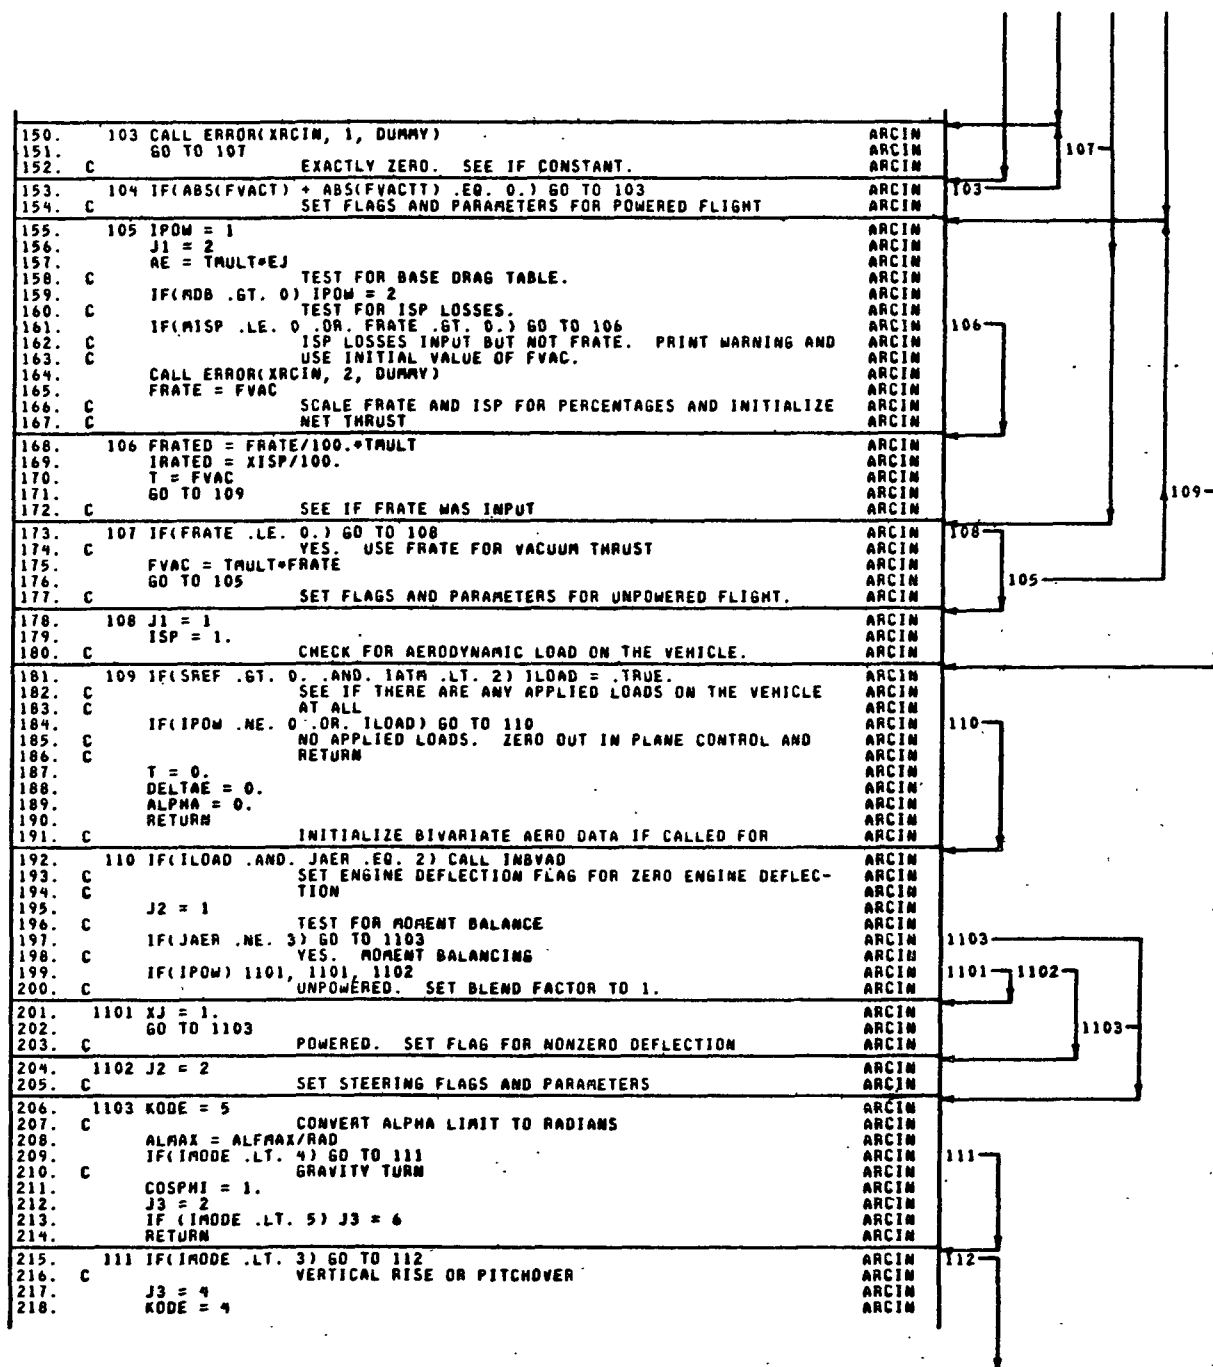 150. 103 CALL ERROR(XRCIN, 1, DUMMY) ARCIN
151. GO TO 107 ARCIN 107
152. C EXACTLY ZERO. SEE IF CONSTANT. ARCIN
153. 104 IF(ABS(FVACT) + ABS(FVACTT) .EQ. 0.) GO TO 103 ARCIN 103
154. C SET FLAGS AND PARAMETERS FOR POWERED FLIGHT ARCIN
155. 105 IPOW = 1 ARCIN
156. J1 = 2 ARCIN
157. AE = TMULT*EJ ARCIN
158. C TEST FOR BASE DRAG TABLE. ARCIN
159. IF(MDB .GT. 0) IPOW = 2 ARCIN
160. C TEST FOR ISP LOSSES. ARCIN
161. IF(MISP .LE. 0 .OR. FRATE .GT. 0.) GO TO 106 ARCIN 106
162. C ISP LOSSES INPUT BUT NOT FRATE. PRINT WARNING AND ARCIN
163. C USE INITIAL VALUE OF FVAC. ARCIN
164. CALL ERROR(XRCIN, 2, DUMMY) ARCIN
165. FRATE = FVAC ARCIN
166. C SCALE FRATE AND ISP FOR PERCENTAGES AND INITIALIZE ARCIN
167. C NET THRUST ARCIN
168. 106 FRATED = FRATE/100.*TMULT ARCIN
169. IRATED = XISP/100. ARCIN
170. T = FVAC ARCIN
171. GO TO 109 ARCIN 109
172. C SEE IF FRATE WAS INPUT ARCIN
173. 107 IF(FRATE .LE. 0.) GO TO 108 ARCIN 108
174. C YES. USE FRATE FOR VACUUM THRUST ARCIN
175. FVAC = TMULT*FRATE ARCIN
176. GO TO 105 ARCIN 105
177. C SET FLAGS AND PARAMETERS FOR UNPOWERED FLIGHT. ARCIN
178. 108 J1 = 1 ARCIN
179. ISP = 1. ARCIN
180. C CHECK FOR AERODYNAMIC LOAD ON THE VEHICLE. ARCIN
181. 109 IF(SREF .GT. 0. .AND. IATM .LT. 2) ILOAD = .TRUE. ARCIN
182. C SEE IF THERE ARE ANY APPLIED LOADS ON THE VEHICLE ARCIN
183. C AT ALL ARCIN
184. IF(IPOW .NE. 0 .OR. ILOAD) GO TO 110 ARCIN 110
185. C NO APPLIED LOADS. ZERO OUT IN PLANE CONTROL AND ARCIN
186. C RETURN ARCIN
187. T = 0. ARCIN
188. DELTAE = 0. ARCIN
189. ALPHA = 0. ARCIN
190. RETURN ARCIN
191. C INITIALIZE BIVARIATE AERO DATA IF CALLED FOR ARCIN
192. 110 IF(ILOAD .AND. JAER .EQ. 2) CALL INBVAD ARCIN
193. C SET ENGINE DEFLECTION FLAG FOR ZERO ENGINE DEFLEC- ARCIN
194. C TION ARCIN
195. J2 = 1 ARCIN
196. C TEST FOR MOMENT BALANCE ARCIN
197. IF(JAER .NE. 3) GO TO 1103 ARCIN 1103
198. C YES. MOMENT BALANCING ARCIN
199. IF(IPOW) 1101, 1101, 1102 ARCIN 1101 1102
200. C UNPOWERED. SET BLEND FACTOR TO 1. ARCIN
201. 1101 XJ = 1. ARCIN
202. GO TO 1103 ARCIN 1103
203. C POWERED. SET FLAG FOR NONZERO DEFLECTION ARCIN
204. 1102 J2 = 2 ARCIN
205. C SET STEERING FLAGS AND PARAMETERS ARCIN
206. 1103 KODE = 5 ARCIN
207. C CONVERT ALPHA LIMIT TO RADIANS ARCIN
208. ALMAX = ALFMAX/RAD ARCIN
209. IF(IMODE .LT. 4) GO TO 111 ARCIN 111
210. C GRAVITY TURN ARCIN
211. COSPHI = 1. ARCIN
212. J3 = 2 ARCIN
213. IF (IMODE .LT. 5) J3 = 6 ARCIN
214. RETURN ARCIN
215. 111 IF(IMODE .LT. 3) GO TO 112 ARCIN 112
216. C VERTICAL RISE OR PITCHOVER ARCIN
217. J3 = 4 ARCIN
218. KODE = 4 ARCIN